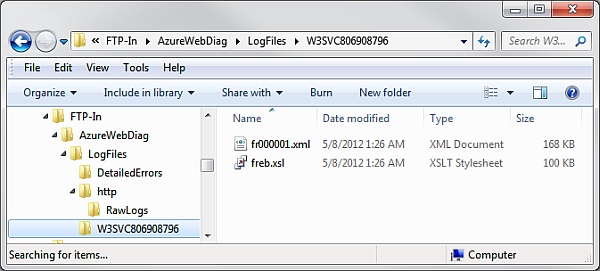 « FTP-In ▸ AzureWebDiag ▸ LogFiles ▸ W3SVC806908796 Search W3...
File Edit View Tools Help
Organize Include in library Share with Burn New folder
FTP-In
AzureWebDiag
LogFiles
DetailedErrors
http
RawLogs
W3SVC806908796
Name Date modified Type Size
fr000001.xml 5/8/2012 1:26 AM XML Document 168 KB
freb.xsl 5/8/2012 1:26 AM XSLT Stylesheet 100 KB
Searching for items... Computer